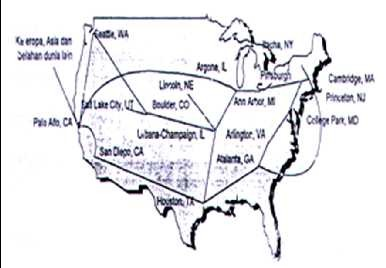 Seattle, WA
Ke eropa, Asia dan
belahan dunia lain
Ithcha, NY
Argone, IL
Pittsburgh
Lincoln, NE
Cambridge, MA
Salt Lake City, UT
Boulder, CO
Ann Arbor, MI
Princeton, NJ
Palo Alto, CA
College Park, MD
Urbana-Champaign, IL
Arlington, VA
San Diego, CA
Atalanta, GA
Houston, TX